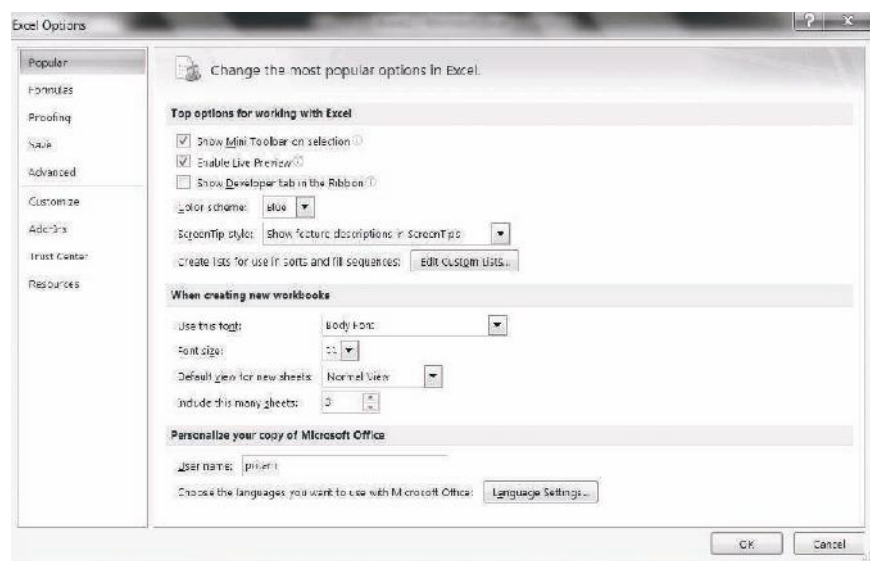 Excel Options
Popular
Formulas
Proofing
Save
Advanced
Customize
Add-Ins
Trust Center
Resources
Change the most popular options in Excel.
Top options for working with Excel
Show Mini Toolbar on selection
Enable Live Preview
Show Developer tab in the Ribbon
Color scheme: Blue
ScreenTip style: Show feature descriptions in ScreenTips
Create lists for use in sorts and fill sequences: Edit Custom Lists...
When creating new workbooks
Use this font: Body Font
Font size: 11
Default view for new sheets: Normal View
Include this many sheets: 3
Personalize your copy of Microsoft Office
User name:
Choose the languages you want to use with Microsoft Office: Language Settings...
OK Cancel